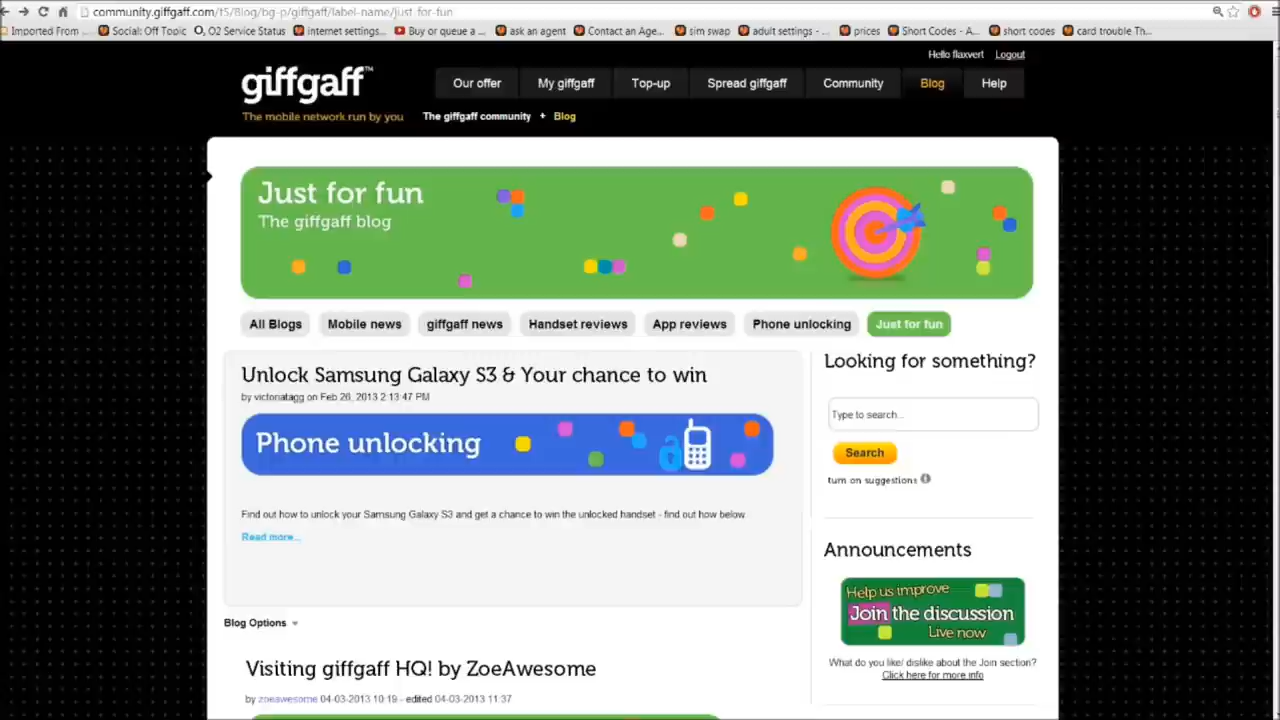 community.giffgaff.com/t5/Blog/bg-p/giffgaff/label-name/just-for-fun
Imported From ... Social: Off Topic O2 Service Status internet settings... Buy or queue a ... ask an agent Contact an Age... sim swap adult settings - ... prices Short Codes - A... short codes card trouble Th...
Hello flaxvert Logout
giffgaff™
Our offer My giffgaff Top-up Spread giffgaff Community Blog Help
The mobile network run by you
The giffgaff community + Blog
Just for fun
The giffgaff blog
All Blogs Mobile news giffgaff news Handset reviews App reviews Phone unlocking Just for fun
Unlock Samsung Galaxy S3 & Your chance to win
by victoriatagg on Feb 26, 2013 2:13:47 PM
Phone unlocking
Find out how to unlock your Samsung Galaxy S3 and get a chance to win the unlocked handset - find out how below
Read more...
Blog Options
Visiting giffgaff HQ! by ZoeAwesome
by zoeawesome 04-03-2013 10:19 - edited 04-03-2013 11:37
Looking for something?
Type to search...
Search
turn on suggestions
Announcements
Help us improve
Join the discussion
Live now
What do you like/ dislike about the Join section?
Click here for more info